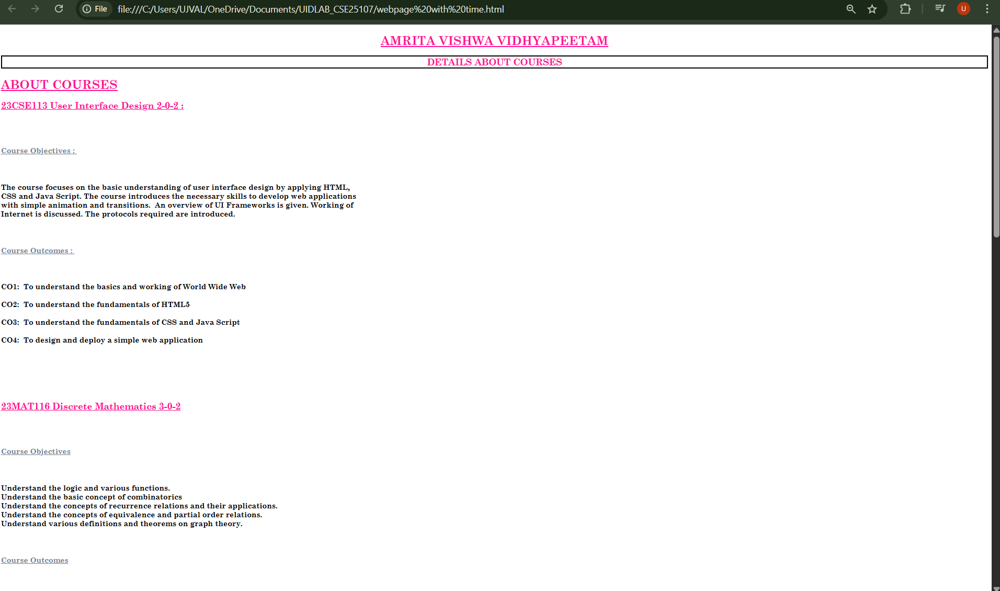 File
file:///C:/Users/UJVAL/OneDrive/Documents/UIDLAB_CSE25107/webpage%20with%20time.html
U
AMRITA VISHWA VIDHYAPEETAM
DETAILS ABOUT COURSES
ABOUT COURSES
23CSE113 User Interface Design 2-0-2 :
Course Objectives :
The course focuses on the basic understanding of user interface design by applying HTML,
CSS and Java Script. The course introduces the necessary skills to develop web applications
with simple animation and transitions.  An overview of UI Frameworks is given. Working of
Internet is discussed. The protocols required are introduced.
Course Outcomes :
CO1:  To understand the basics and working of World Wide Web
CO2:  To understand the fundamentals of HTML5
CO3:  To understand the fundamentals of CSS and Java Script
CO4:  To design and deploy a simple web application
23MAT116 Discrete Mathematics 3-0-2
Course Objectives
Understand the logic and various functions.
Understand the basic concept of combinatorics
Understand the concepts of recurrence relations and their applications.
Understand the concepts of equivalence and partial order relations.
Understand various definitions and theorems on graph theory.
Course Outcomes